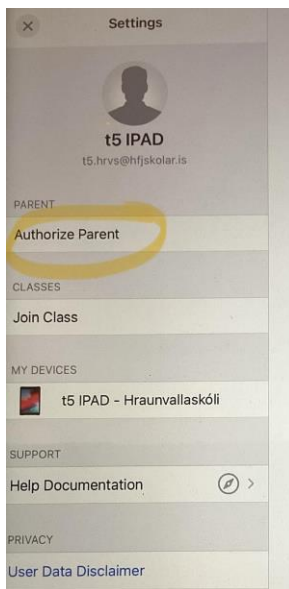 Settings
t5 IPAD
t5.hrvs@hfjskolar.is
PARENT
Authorize Parent
CLASSES
Join Class
MY DEVICES
t5 IPAD - Hraunvallaskóli
SUPPORT
Help Documentation
PRIVACY
User Data Disclaimer